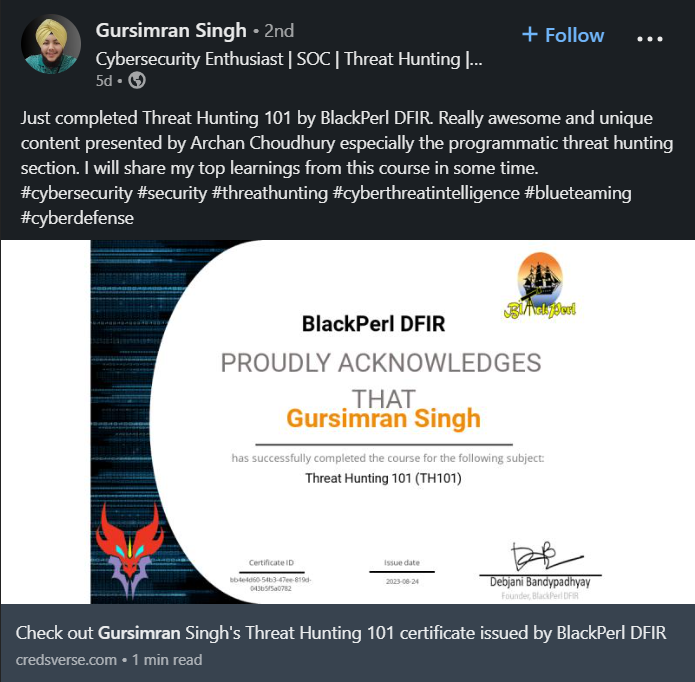 Gursimran Singh • 2nd
+ Follow
Cybersecurity Enthusiast | SOC | Threat Hunting |...
5d •
Just completed Threat Hunting 101 by BlackPerl DFIR. Really awesome and unique
content presented by Archan Choudhury especially the programmatic threat hunting
section. I will share my top learnings from this course in some time.
#cybersecurity #security #threathunting #cyberthreatintelligence #blueteaming
#cyberdefense
BlackPerl
BlackPerl DFIR
PROUDLY ACKNOWLEDGES
THAT
Gursimran Singh
has successfully completed the course for the following subject:
Threat Hunting 101 (TH101)
Certificate ID
bb4e4d60-54b3-47ee-819d-
043b5f5a0782
Issue date
2023-08-24
Debjani Bandypadhyay
Founder, BlackPerl DFIR
Check out Gursimran Singh's Threat Hunting 101 certificate issued by BlackPerl DFIR
credsverse.com • 1 min read